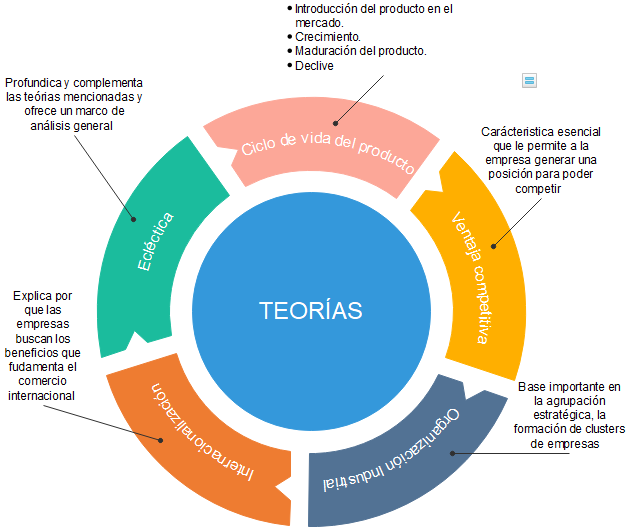 • Introducción del producto en el
mercado.
• Crecimiento.
• Maduración del producto.
• Declive
Profundica y complementa
las teórias mencionadas y
ofrece un marco de
análisis general
Carácteristica esencial
que le permite a la
empresa generar una
posición para poder
competir
Ciclo de vida del producto
Ventaja competitiva
Ecléctica
TEORÍAS
Explica por
que las
empresas
buscan los
beneficios que
fudamenta el
comercio
internacional
Internacionalización
Organización Industrial
Base importante en
la agrupación
estratégica, la
formación de clusters
de empresas